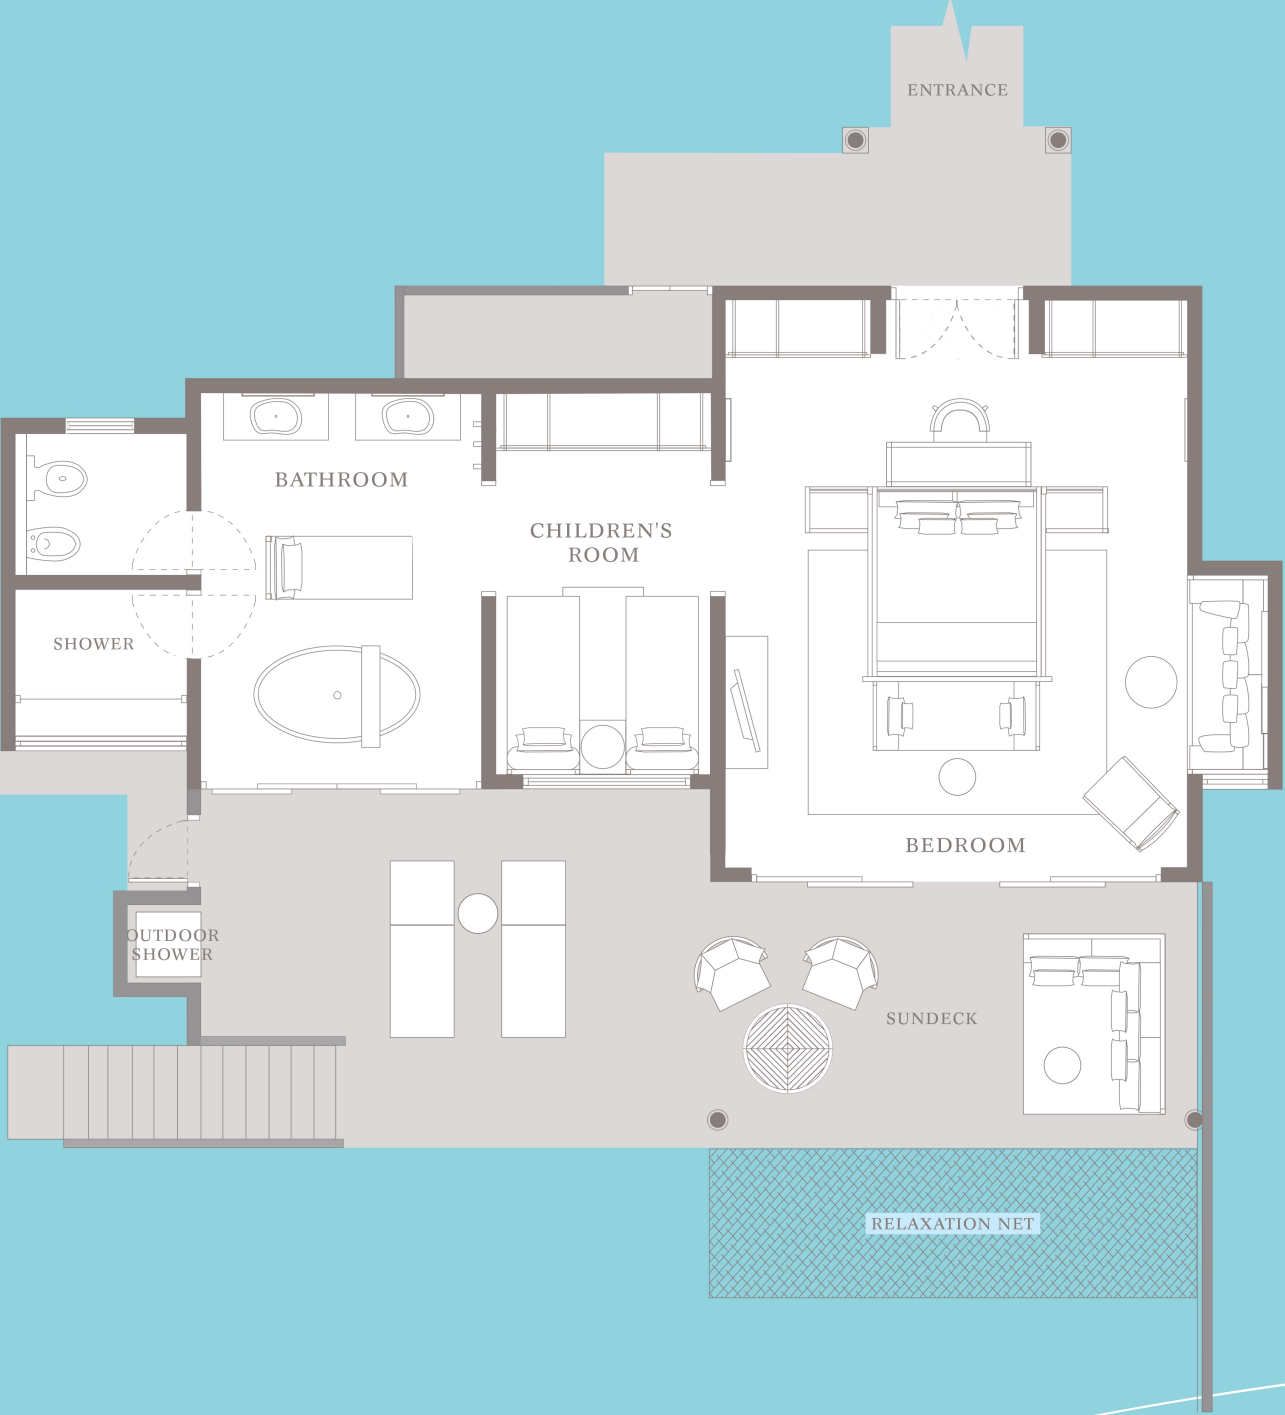 ENTRANCE
BATHROOM
CHILDREN'S
ROOM
SHOWER
BEDROOM
OUTDOOR
SHOWER
SUNDECK
RELAXATION NET